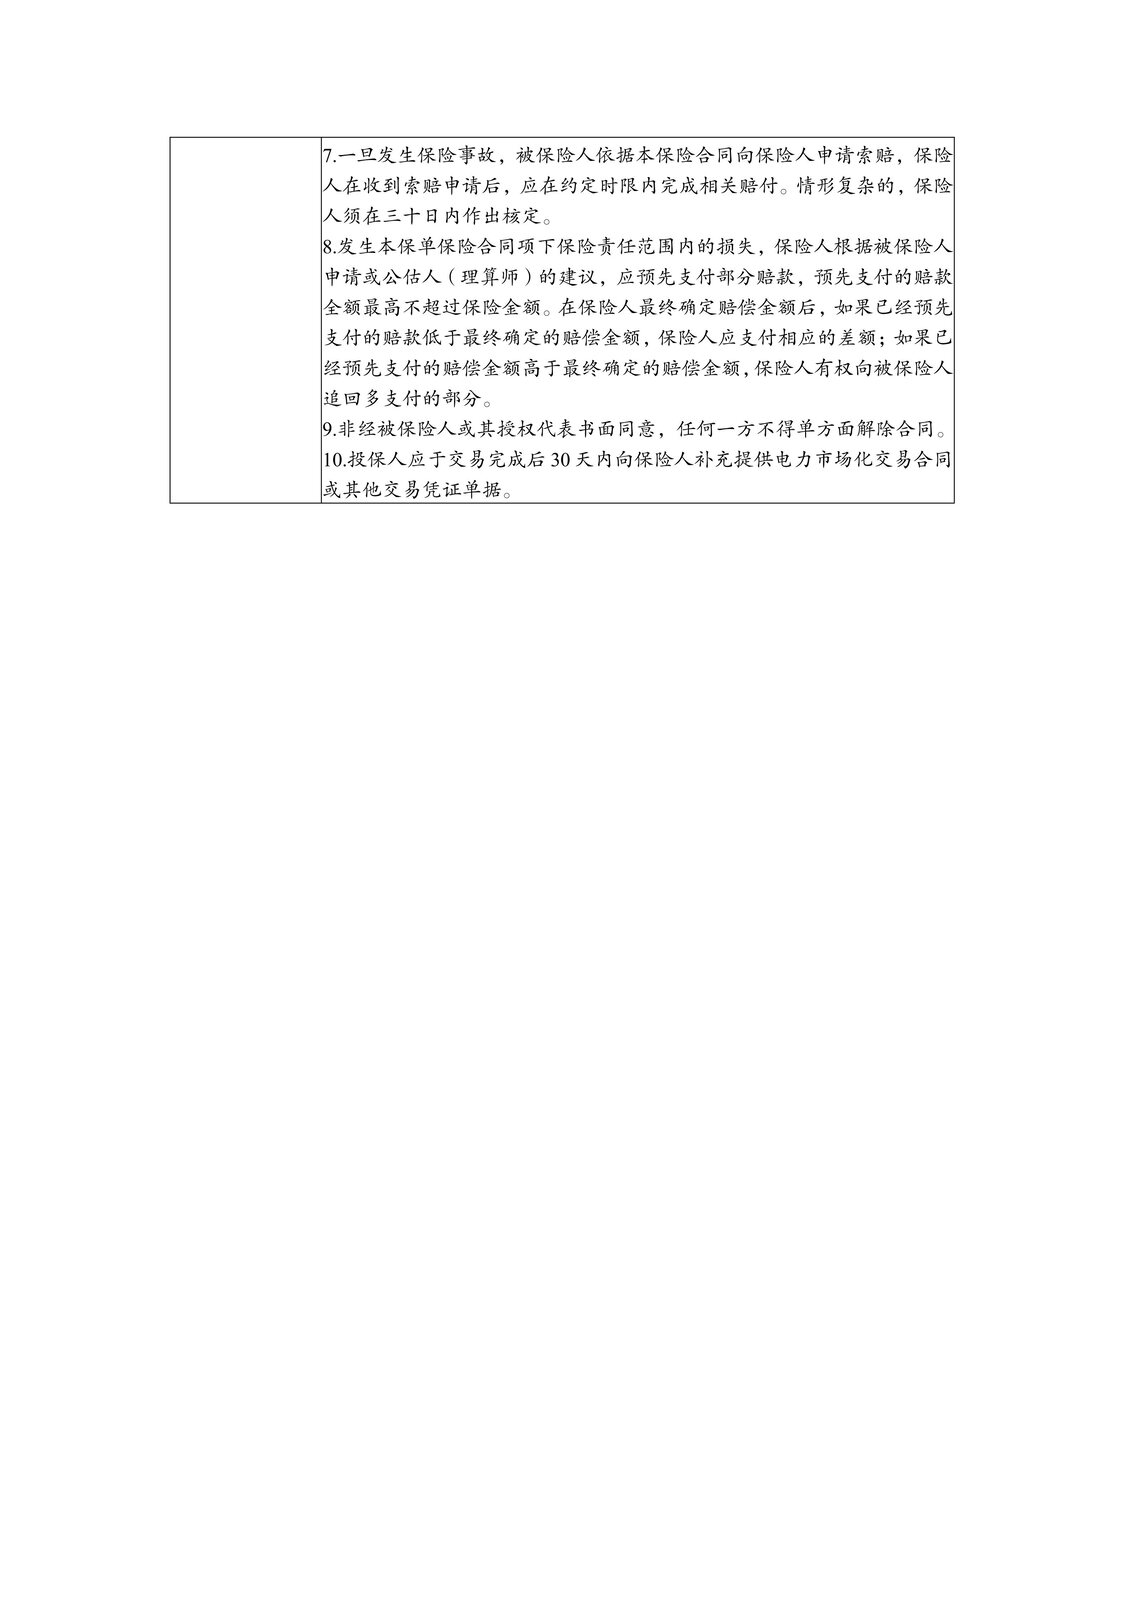 7.一旦发生保险事故，被保险人依据本保险合同向保险人申请索赔，保险
人在收到索赔申请后，应在约定时限内完成相关赔付。情形复杂的，保险
人须在三十日内作出核定。
8.发生本保单保险合同项下保险责任范围内的损失，保险人根据被保险人
申请或公估人（理算师）的建议，应预先支付部分赔款，预先支付的赔款
全额最高不超过保险金额。在保险人最终确定赔偿金额后，如果已经预先
支付的赔款低于最终确定的赔偿金额，保险人应支付相应的差额；如果已
经预先支付的赔偿金额高于最终确定的赔偿金额，保险人有权向被保险人
追回多支付的部分。
9.非经被保险人或其授权代表书面同意，任何一方不得单方面解除合同。
10.投保人应于交易完成后 30 天内向保险人补充提供电力市场化交易合同
或其他交易凭证单据。